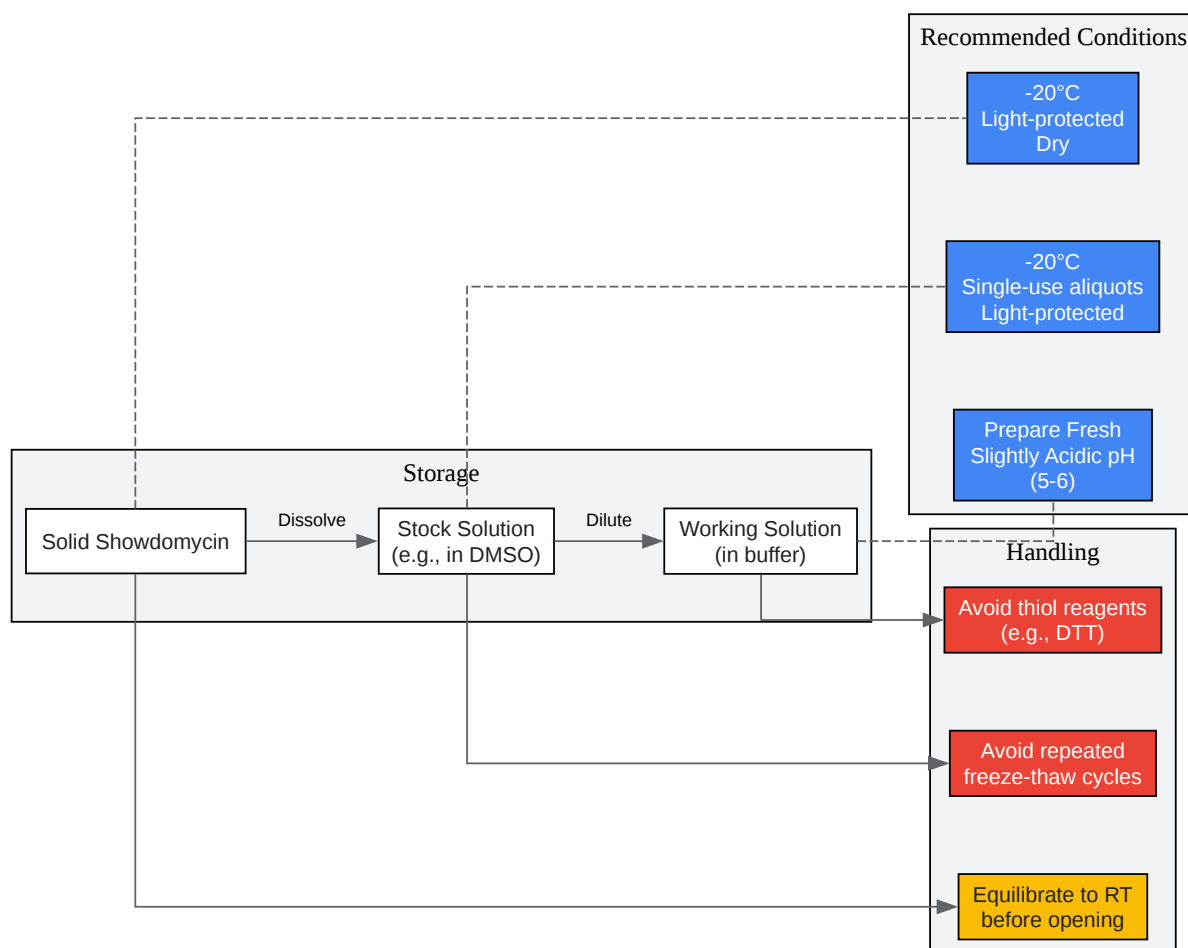 Recommended Conditions
-20°C
Light-protected
Dry
-20°C
Single-use aliquots
Light-protected
Prepare Fresh
Slightly Acidic pH
(5-6)
Storage
Solid Showdomycin
Dissolve
Stock Solution
(e.g., in DMSO)
Dilute
Working Solution
(in buffer)
Handling
Avoid thiol reagents
(e.g., DTT)
Avoid repeated
freeze-thaw cycles
Equilibrate to RT
before opening